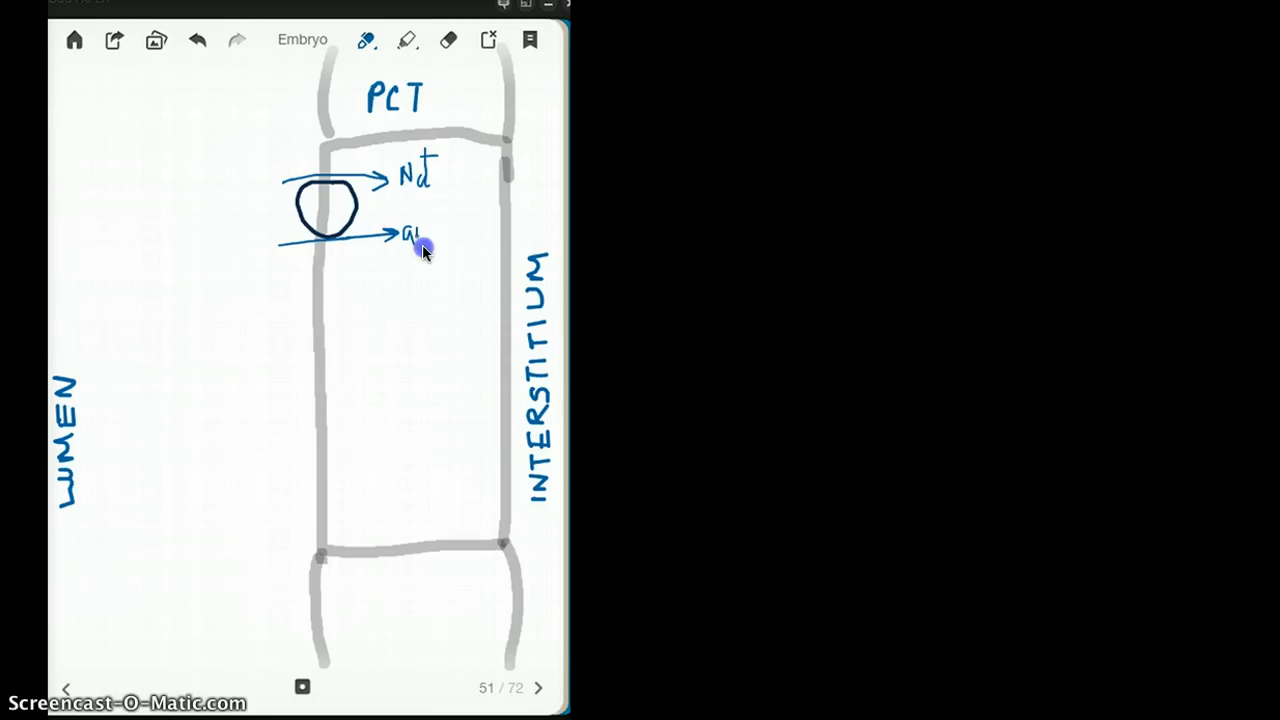 Embryo
PCT
Na+
INTERSTITIUM
LUMEN
51 / 72
Screencast-O-Matic.com